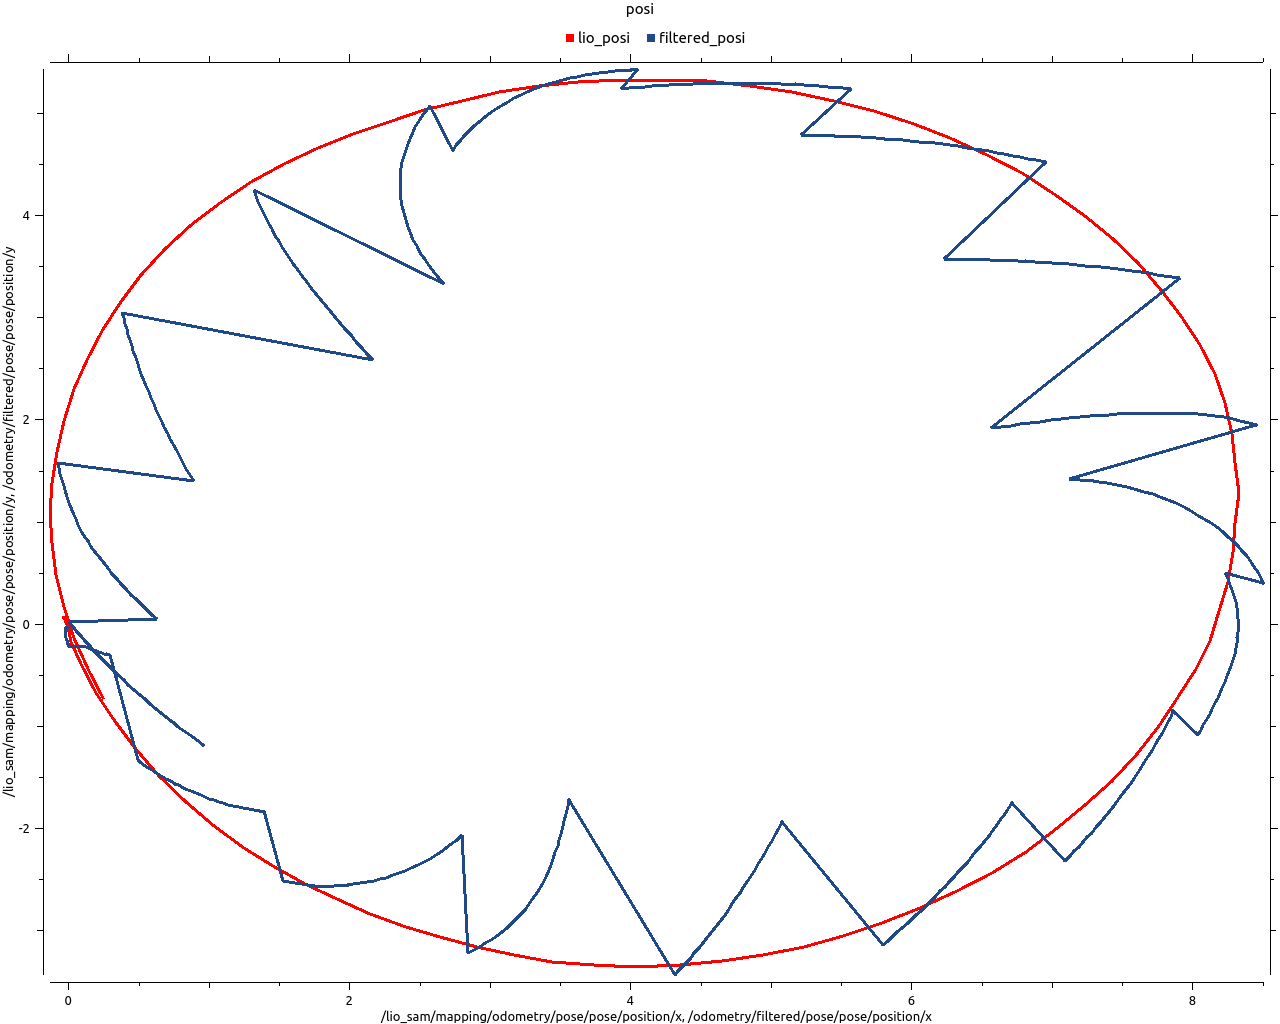 posi
lio_posi filtered_posi
/lio_sam/mapping/odometry/pose/pose/position/y, /odometry/filtered/pose/pose/position/y
4
2
0
-2
0 2 4 6 8
/lio_sam/mapping/odometry/pose/pose/position/x, /odometry/filtered/pose/pose/position/x